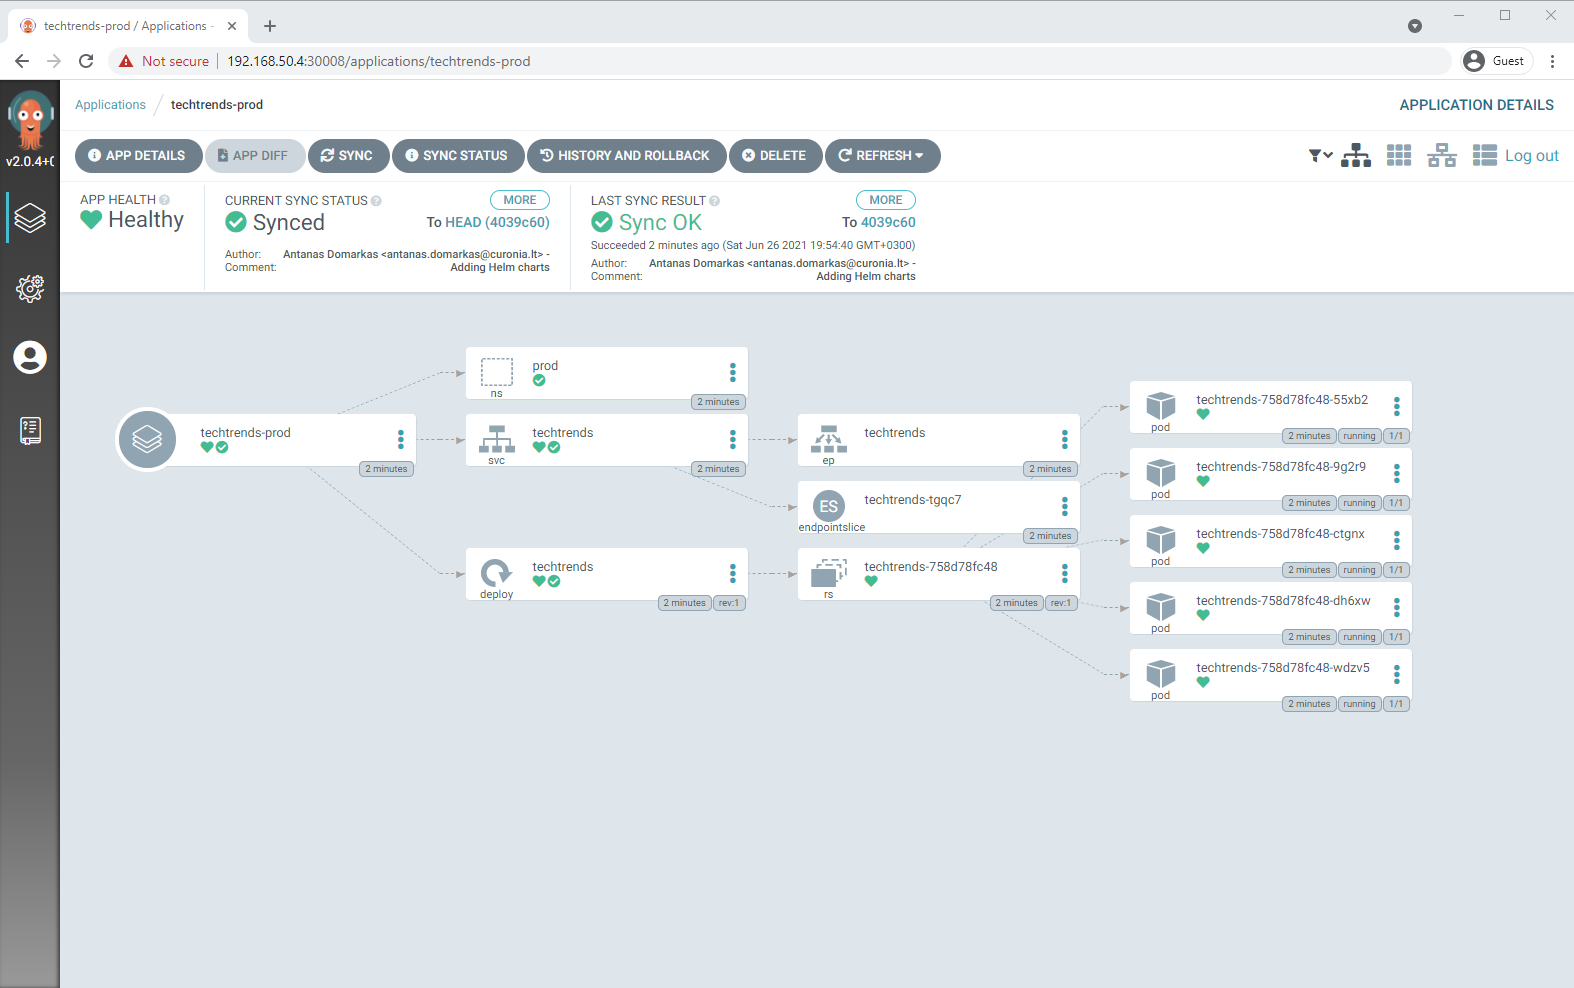 techtrends-prod / Applications -
Not secure
192.168.50.4:30008/applications/techtrends-prod
Guest
v2.0.4+0
Applications / techtrends-prod
APPLICATION DETAILS
APP DETAILS
APP DIFF
SYNC
SYNC STATUS
HISTORY AND ROLLBACK
DELETE
REFRESH
Log out
APP HEALTH
Healthy
CURRENT SYNC STATUS
MORE
Synced
To HEAD (4039c60)
Author: Antanas Domarkas <antanas.domarkas@curonia.lt> -
Comment: Adding Helm charts
LAST SYNC RESULT
MORE
Sync OK
To 4039c60
Succeeded 2 minutes ago (Sat Jun 26 2021 19:54:40 GMT+0300)
Author: Antanas Domarkas <antanas.domarkas@curonia.lt> -
Comment: Adding Helm charts
techtrends-prod
2 minutes
prod
ns
2 minutes
techtrends
svc
2 minutes
techtrends
deploy
2 minutes rev:1
techtrends
ep
2 minutes
ES
techtrends-tgqc7
endpointslice
2 minutes
techtrends-758d78fc48
rs
2 minutes rev:1
techtrends-758d78fc48-55xb2
pod
2 minutes running 1/1
techtrends-758d78fc48-9g2r9
pod
2 minutes running 1/1
techtrends-758d78fc48-ctgnx
pod
2 minutes running 1/1
techtrends-758d78fc48-dh6xw
pod
2 minutes running 1/1
techtrends-758d78fc48-wdzv5
pod
2 minutes running 1/1